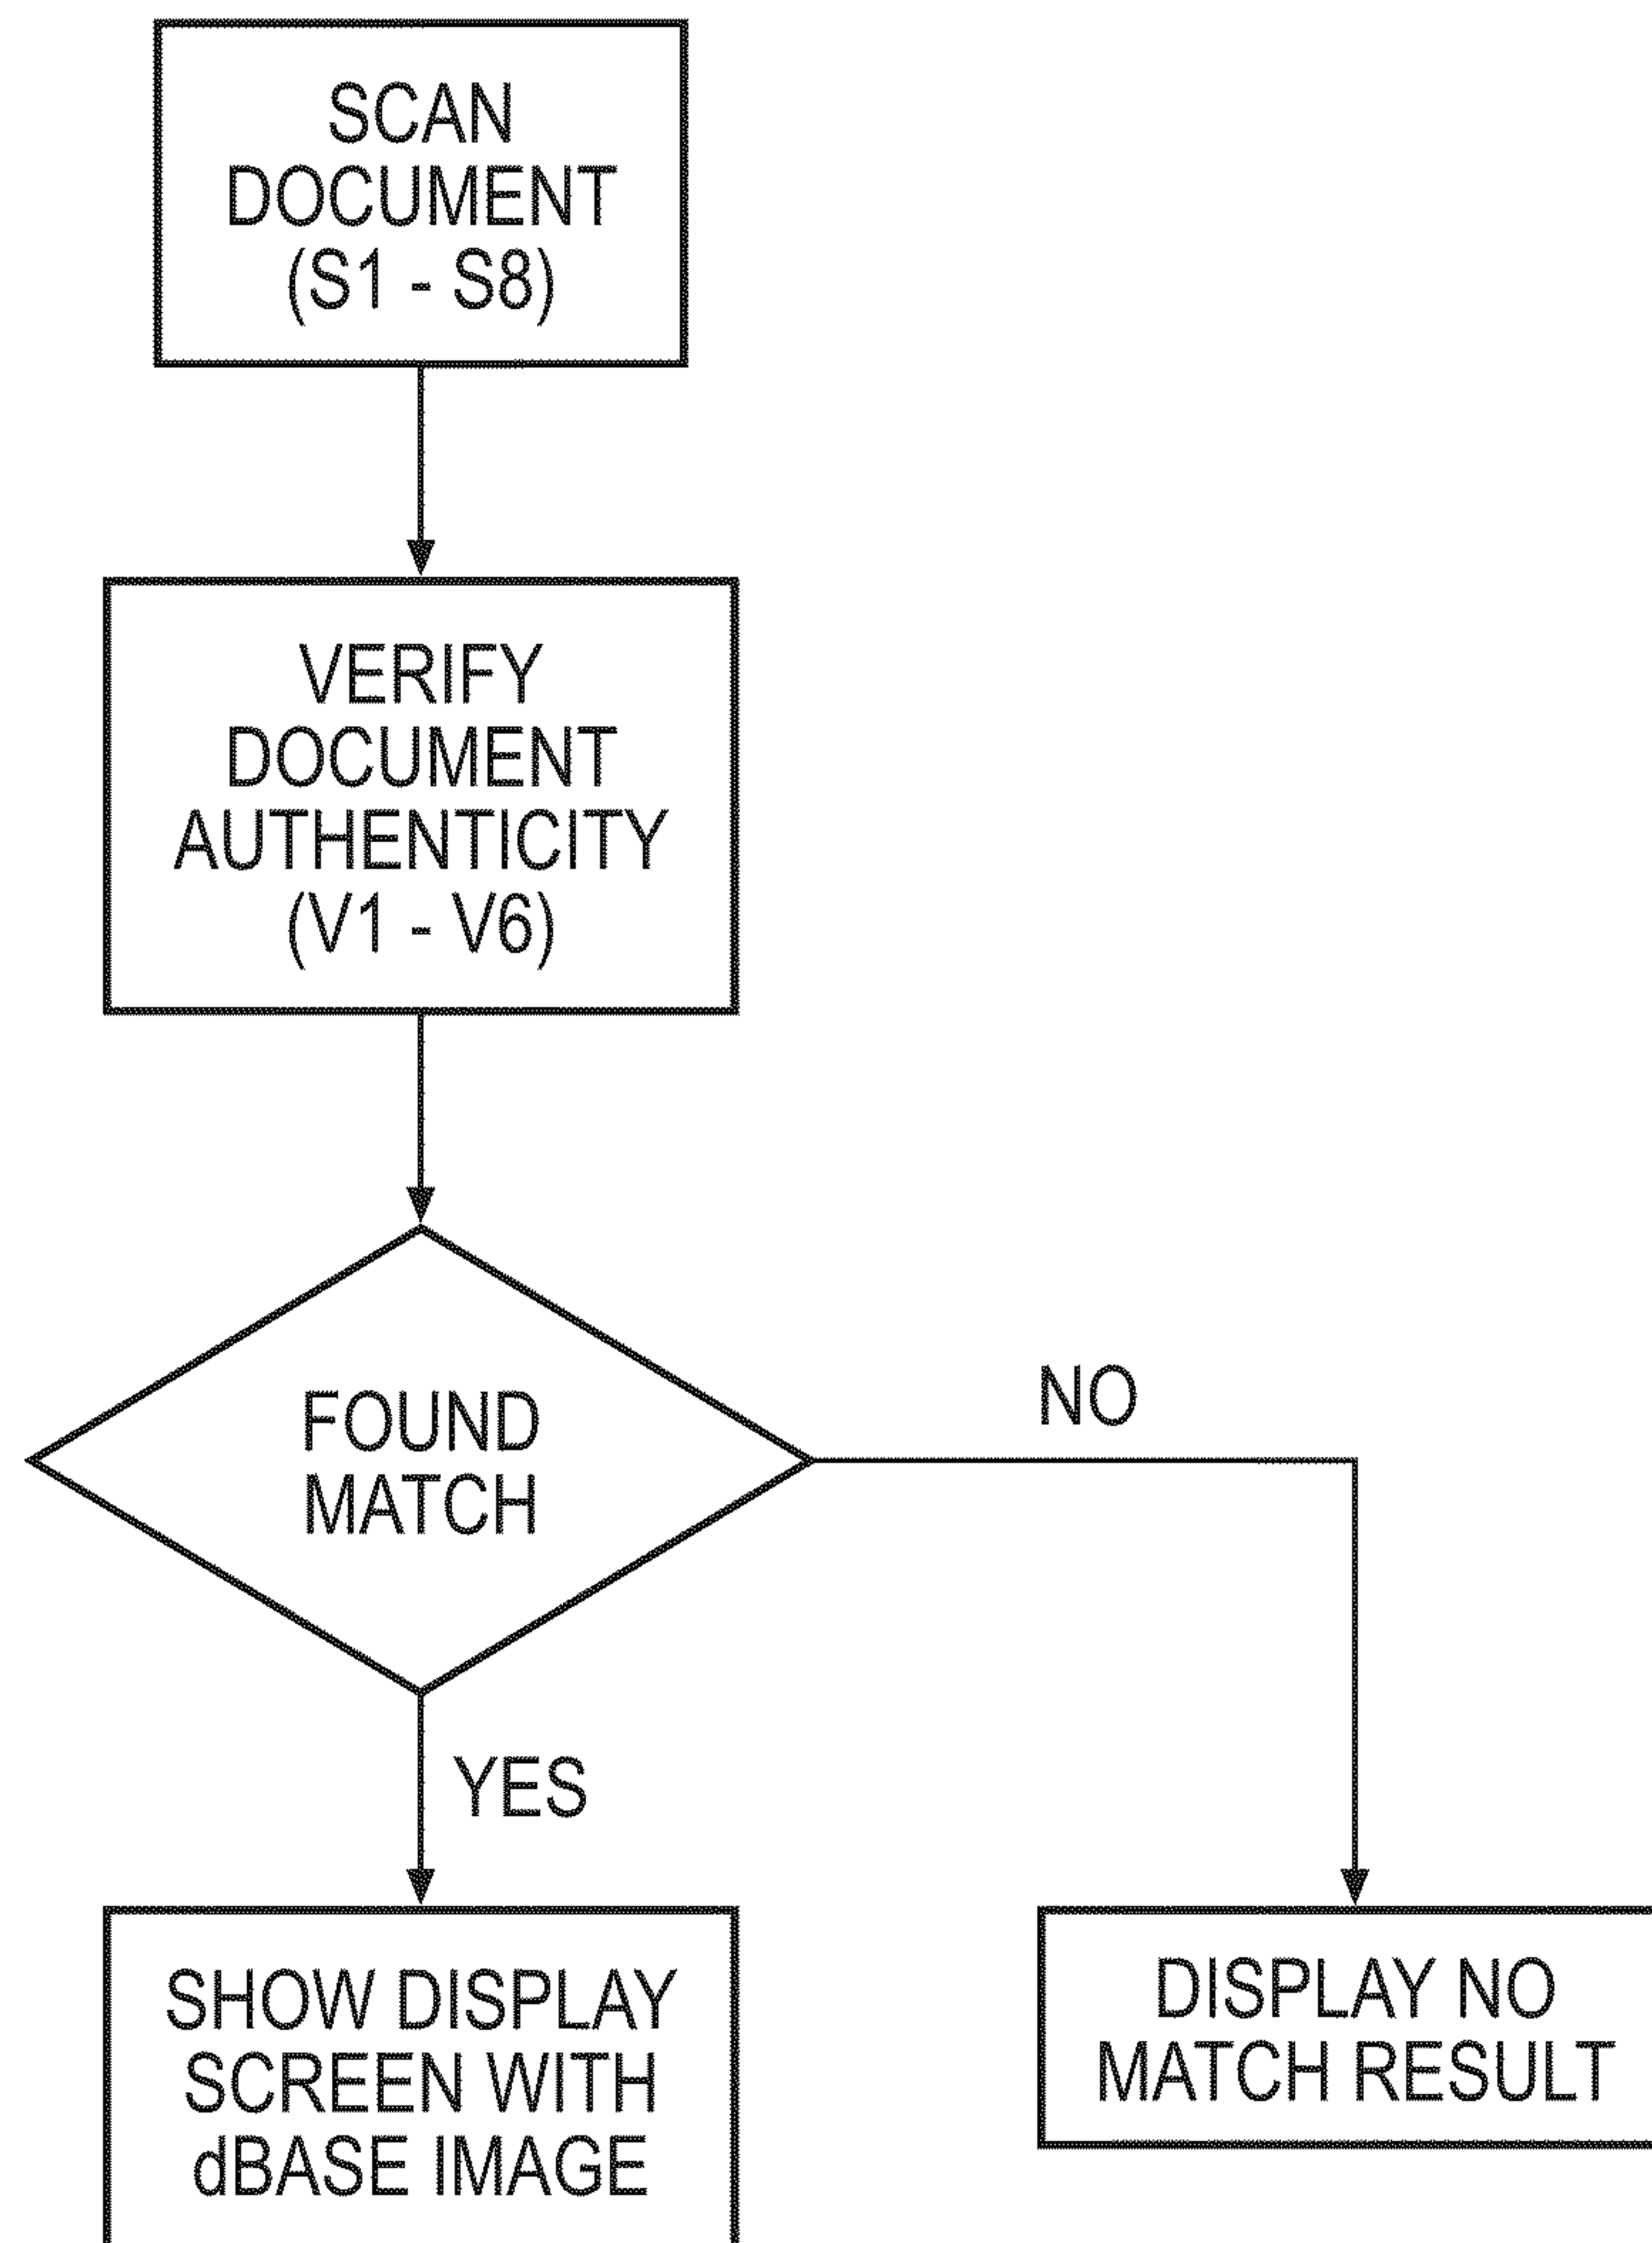 SCAN
DOCUMENT
(S1 - S8)
VERIFY
DOCUMENT
AUTHENTICITY
(V1 - V6)
FOUND
MATCH
NO
YES
SHOW DISPLAY
SCREEN WITH
dBASE IMAGE
DISPLAY NO
MATCH RESULT